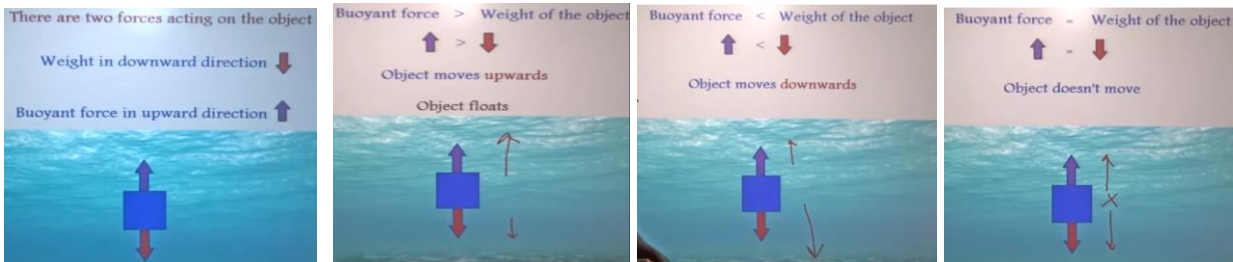 There are two forces acting on the object
Weight in downward direction
Buoyant force in upward direction
Buoyant force > Weight of the object
>
Object moves upwards
Object floats
Buoyant force < Weight of the object
<
Object moves downwards
Buoyant force = Weight of the object
=
Object doesn't move